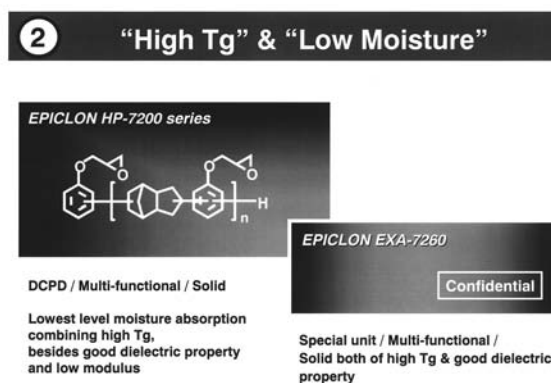 2
“High Tg” & “Low Moisture”
EPICLON HP-7200 series
O
O
O
O
H
n
DCPD / Multi-functional / Solid
Lowest level moisture absorption
combining high Tg,
besides good dielectric property
and low modulus
EPICLON EXA-7260
Confidential
Special unit / Multi-functional /
Solid both of high Tg & good dielectric
property